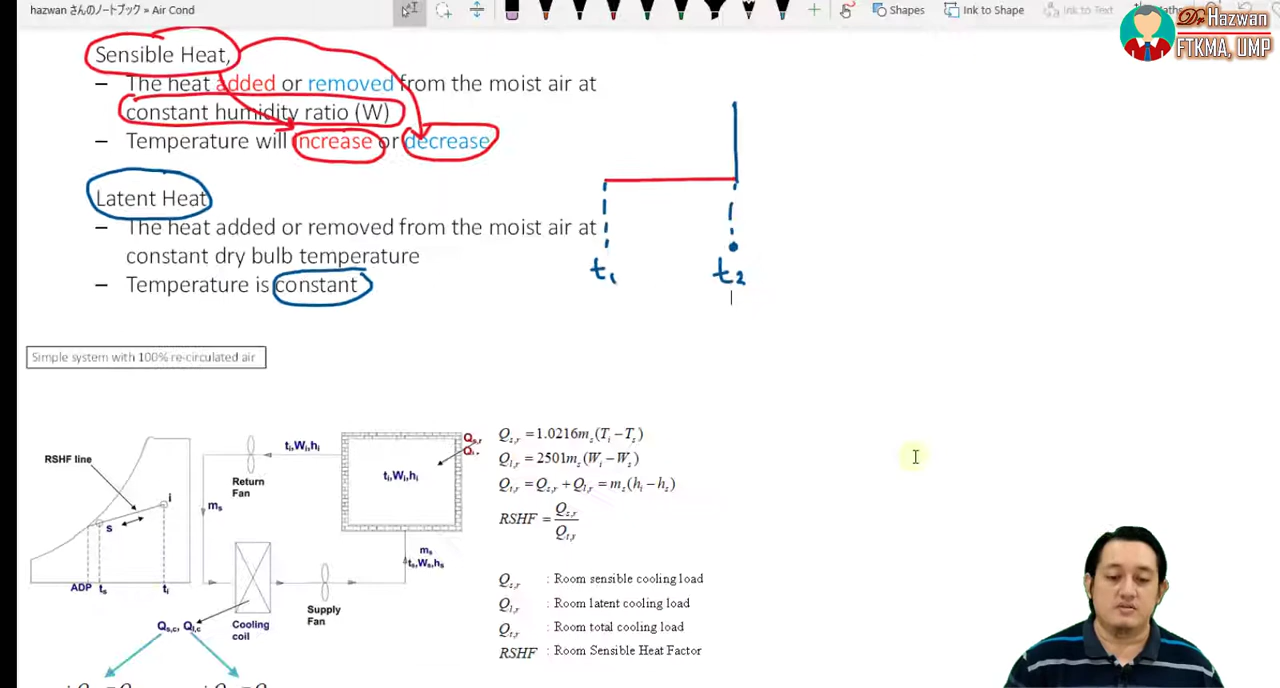 hazwan さんのノートブック » Air Cond
Shapes
Ink to Shape
Ink to Text
Maths
Dr Hazwan
FTKMA, UMP
Sensible Heat,
– The heat added or removed from the moist air at
constant humidity ratio (W)
– Temperature will increase or decrease
Latent Heat
– The heat added or removed from the moist air at
constant dry bulb temperature
– Temperature is constant
t1
t2
Simple system with 100% re-circulated air
RSHF line
i
s
ADP
ts
ti
Return
Fan
ti,Wi,hi
ms
ti,Wi,hi
Qs,r
ms
ts,Ws,hs
Supply
Fan
Cooling
coil
Qs,c, Ql,c
Qs,r = 1.0216ms(Ti − Ts)
Ql,r = 2501ms(Wi − Ws)
Qt,r = Qs,r + Ql,r = ms(hi − hs)
RSHF = Qs,r
Qt,r
Qs,r : Room sensible cooling load
Ql,r : Room latent cooling load
Qt,r : Room total cooling load
RSHF : Room Sensible Heat Factor